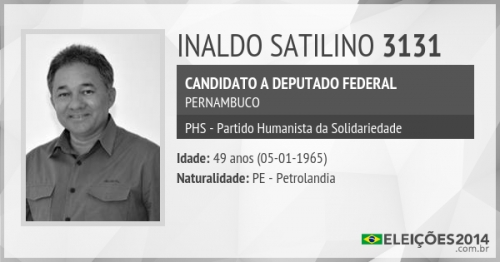 INALDO SATILINO 3131
CANDIDATO A DEPUTADO FEDERAL
PERNAMBUCO
PHS - Partido Humanista da Solidariedade
Idade: 49 anos (05-01-1965)
Naturalidade: PE - Petrolandia
ELEIÇÕES2014
.com.br